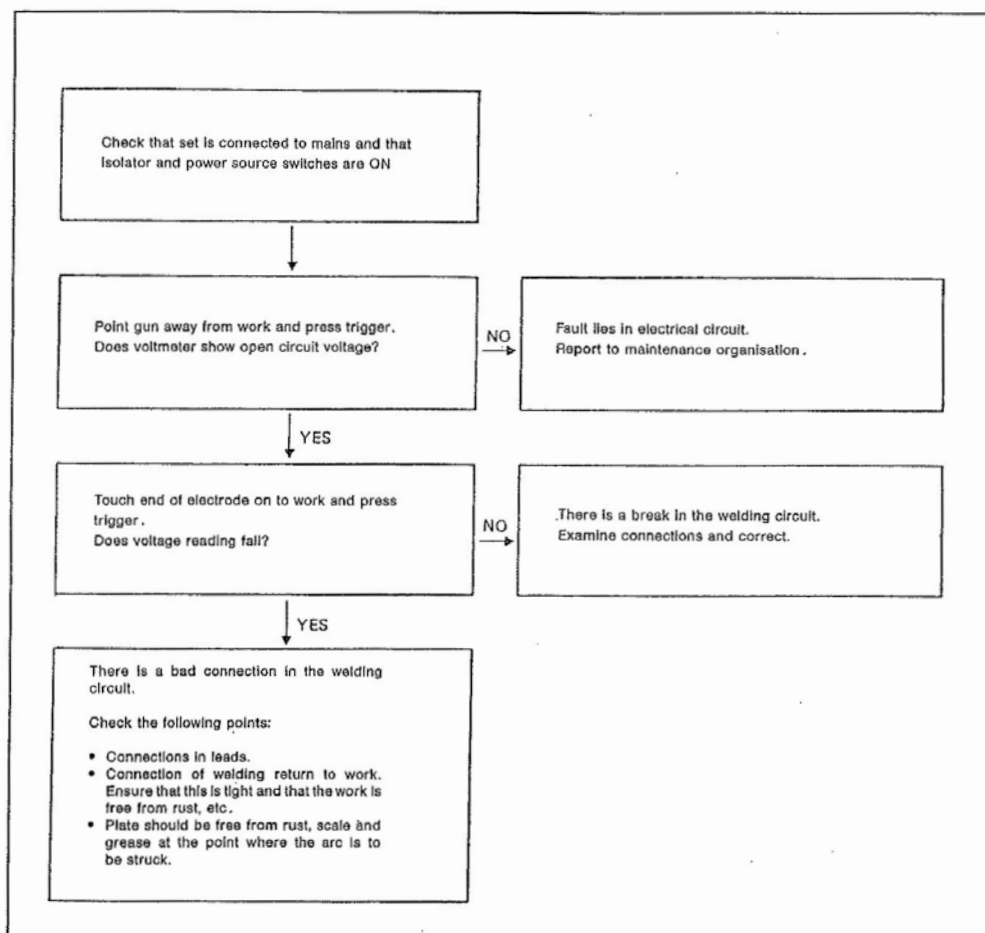 Check that set is connected to mains and that
isolator and power source switches are ON
Point gun away from work and press trigger.
Does voltmeter show open circuit voltage?
NO
Fault lies in electrical circuit.
Report to maintenance organisation.
YES
Touch end of electrode on to work and press
trigger.
Does voltage reading fall?
NO
There is a break in the welding circuit.
Examine connections and correct.
YES
There is a bad connection in the welding
circuit.
Check the following points:
• Connections in leads.
• Connection of welding return to work.
Ensure that this is tight and that the work is
free from rust, etc.
• Plate should be free from rust, scale and
grease at the point where the arc is to
be struck.